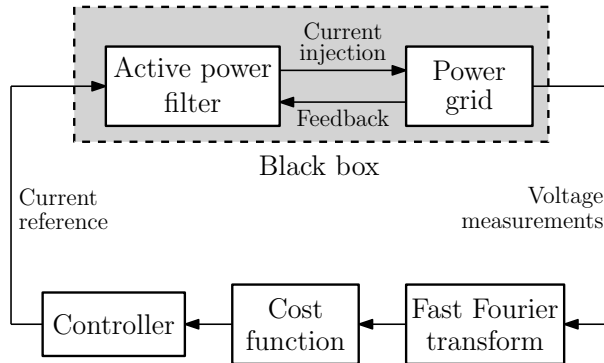 Current
injection
Active power
filter
Power
grid
Feedback
Black box
Current
reference
Voltage
measurements
Controller
Cost
function
Fast Fourier
transform